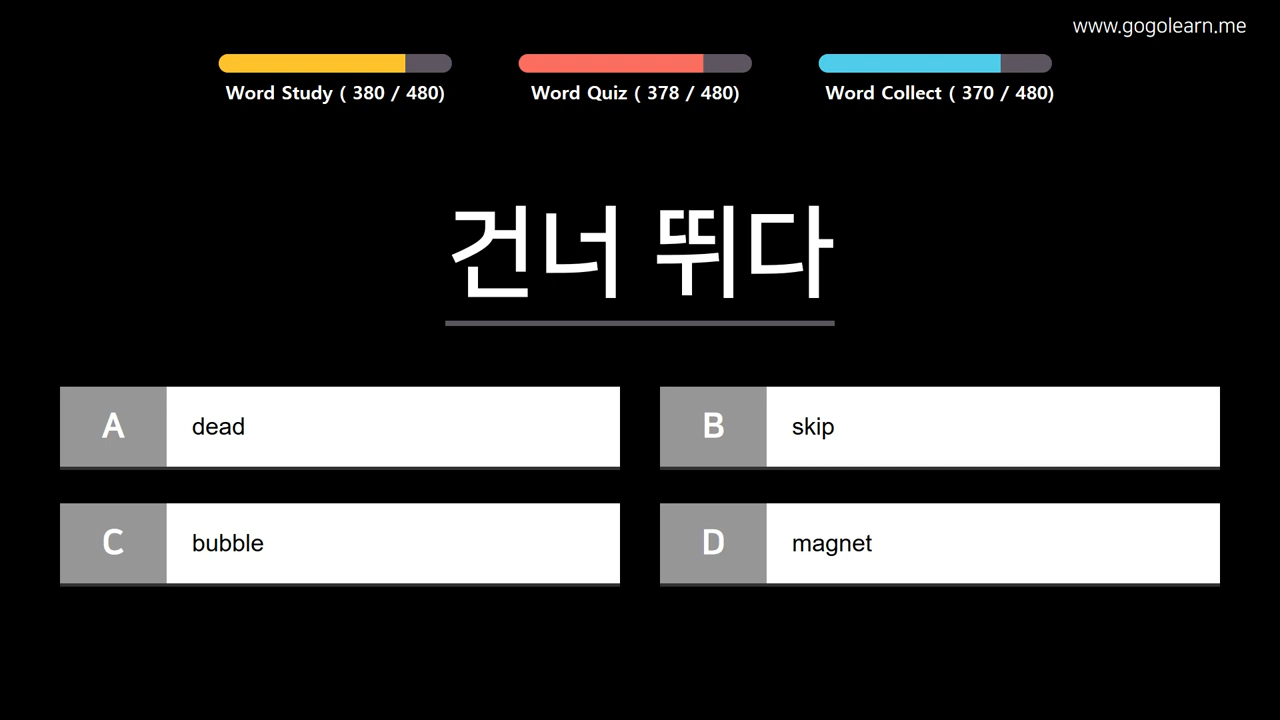 www.gogolearn.me
Word Study ( 380 / 480)
Word Quiz ( 378 / 480)
Word Collect ( 370 / 480)
건너 뛰다
A dead
B skip
C bubble
D magnet